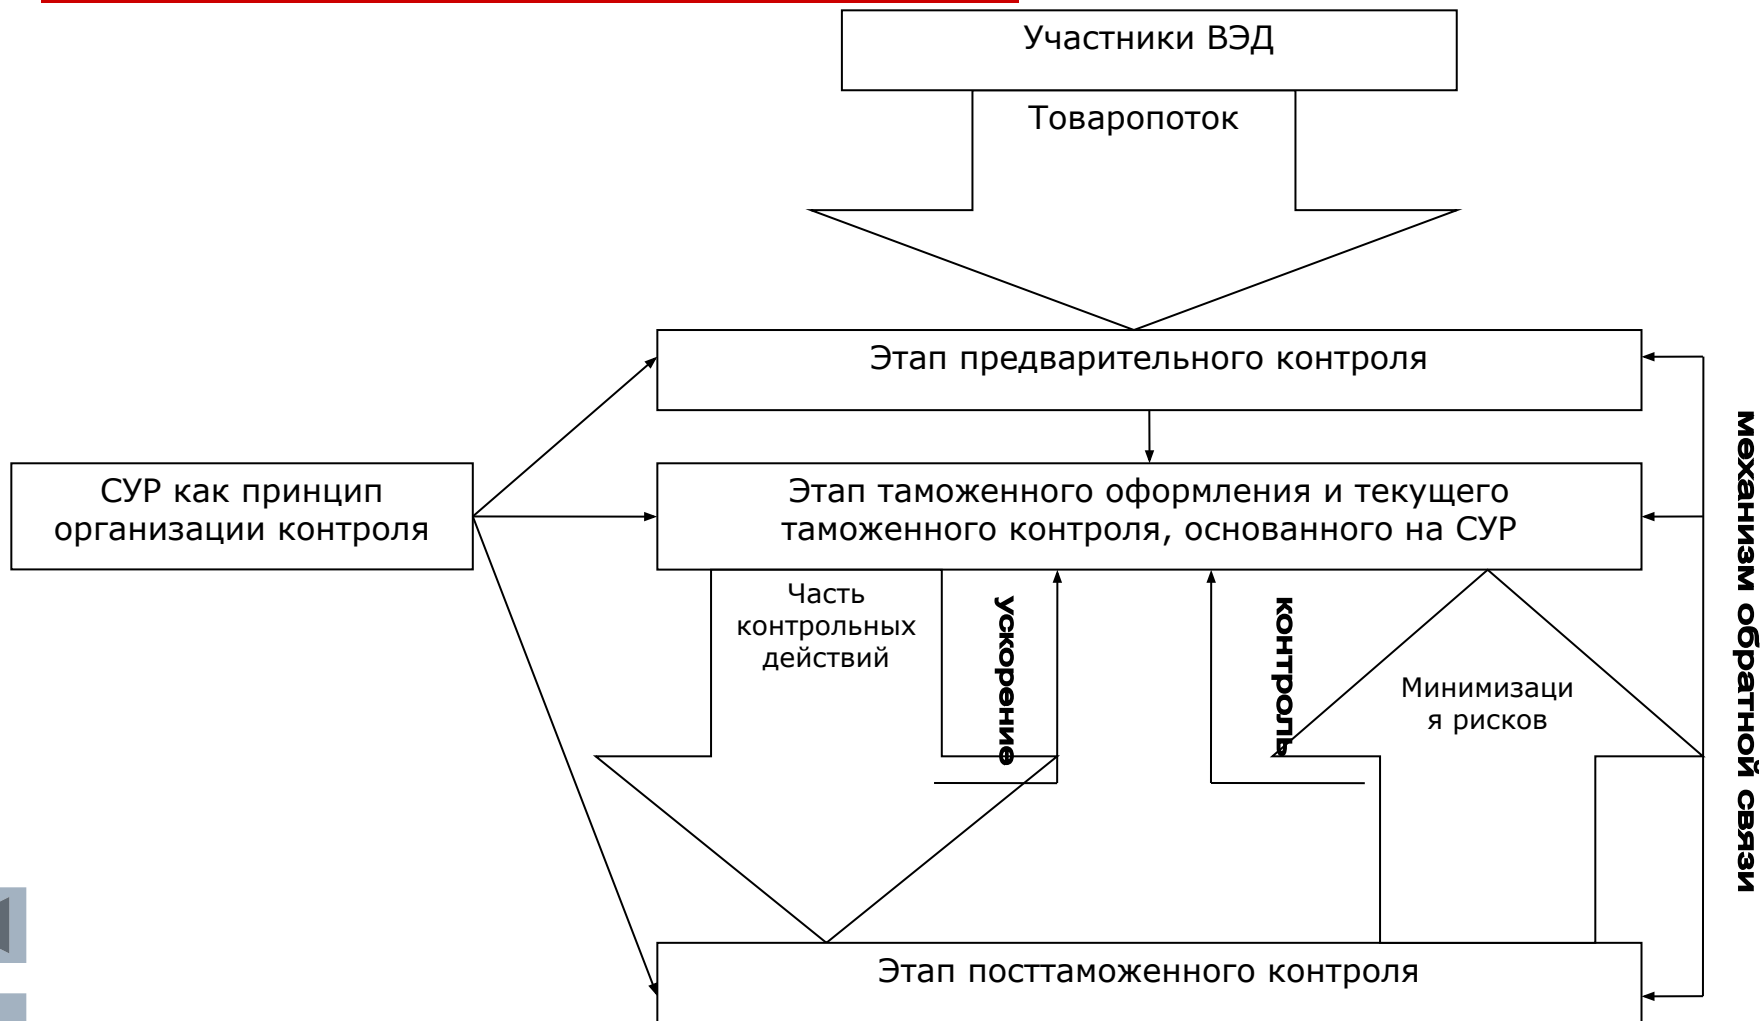 Участники ВЭД
Товаропоток
Этап предварительного контроля
СУР как принцип
организации контроля
Этап таможенного оформления и текущего
таможенного контроля, основанного на СУР
Часть
контрольных
действий
ускорение
контроль
Минимизаци
я рисков
механизм обратной связи
Этап посттаможенного контроля